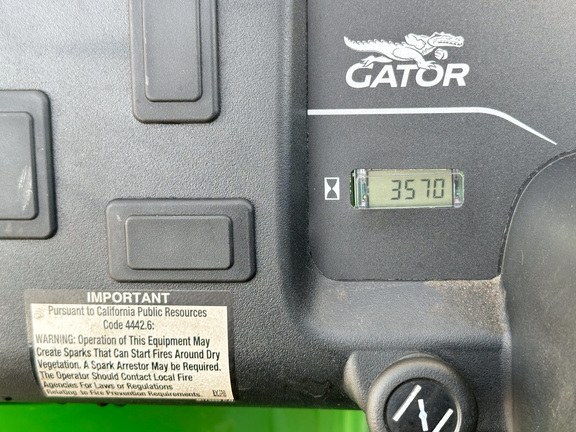 GATOR
3570
IMPORTANT
Pursuant to California Public Resources
Code 4442.6:
WARNING: Operation of This Equipment May
Create Sparks That Can Start Fires Around Dry
Vegetation. A Spark Arrestor May be Required.
The Operator Should Contact Local Fire
Agencies For Laws or Regulations
Relating to Fire Prevention Requirements.